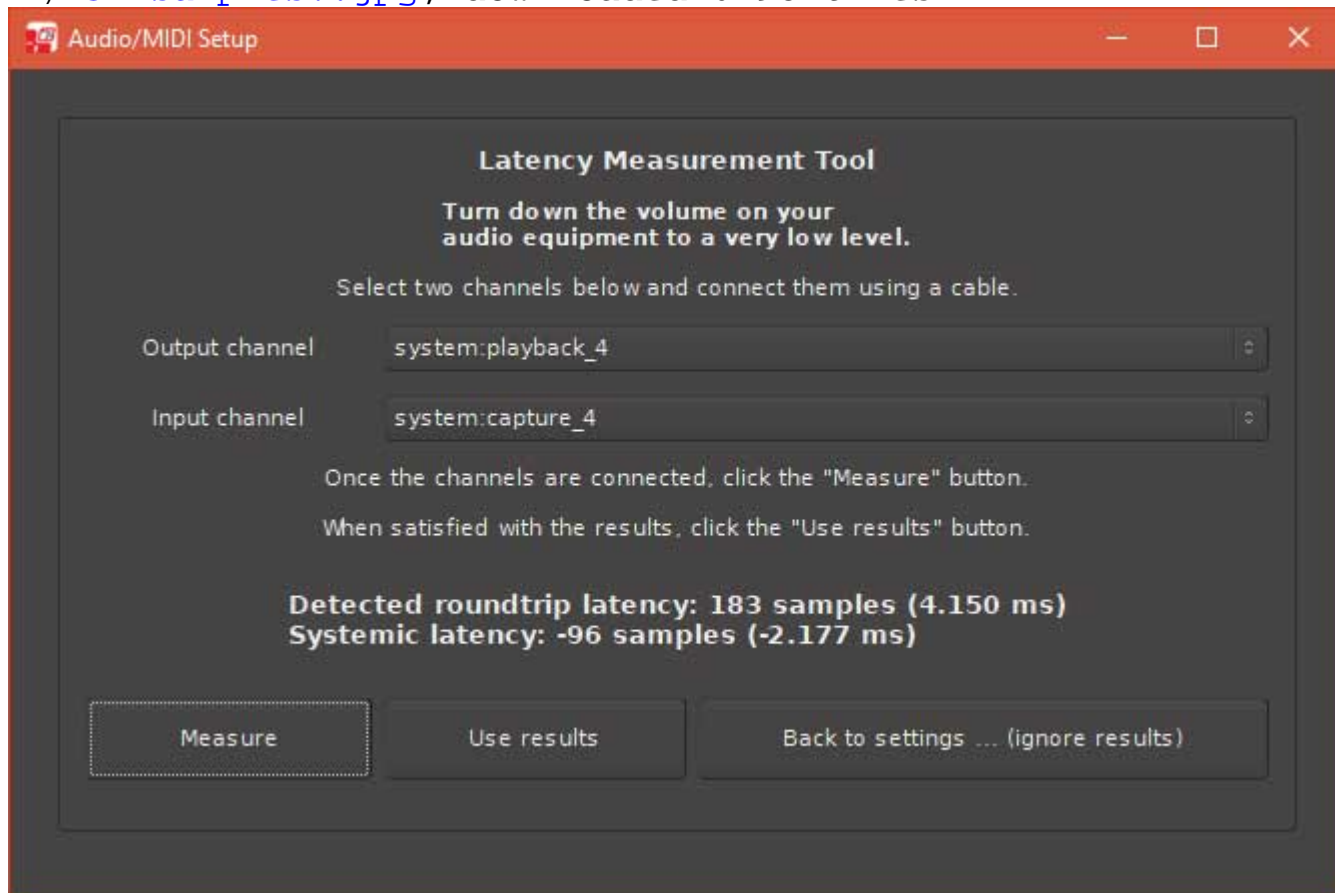 Audio/MIDI Setup
Latency Measurement Tool
Turn down the volume on your
audio equipment to a very low level.
Select two channels below and connect them using a cable.
Output channel system:playback_4
Input channel system:capture_4
Once the channels are connected, click the "Measure" button.
When satisfied with the results, click the "Use results" button.
Detected roundtrip latency: 183 samples (4.150 ms)
Systemic latency: -96 samples (-2.177 ms)
Measure Use results Back to settings ... (ignore results)